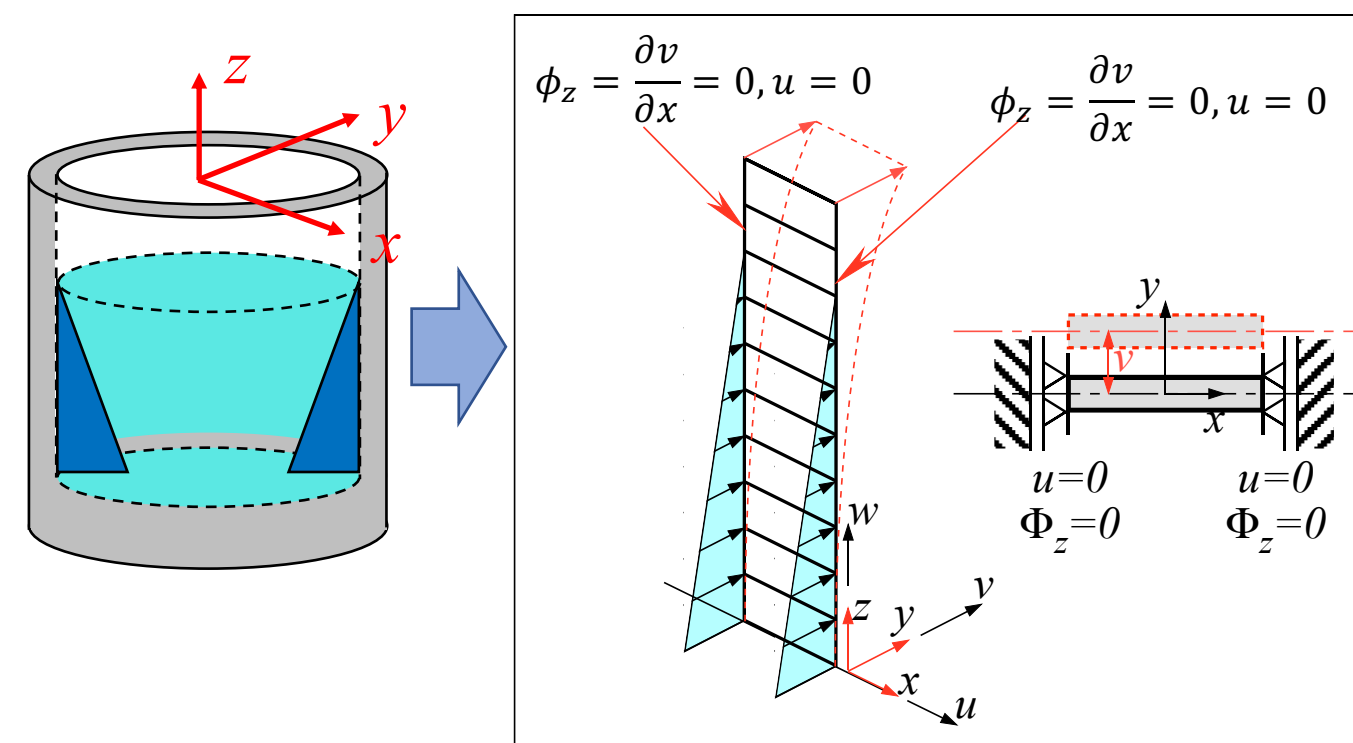 z
y
x
ϕ_z = ∂v/∂x = 0, u = 0
ϕ_z = ∂v/∂x = 0, u = 0
w
v
z
y
x
u
y
v
x
u=0
Φ_z=0
u=0
Φ_z=0